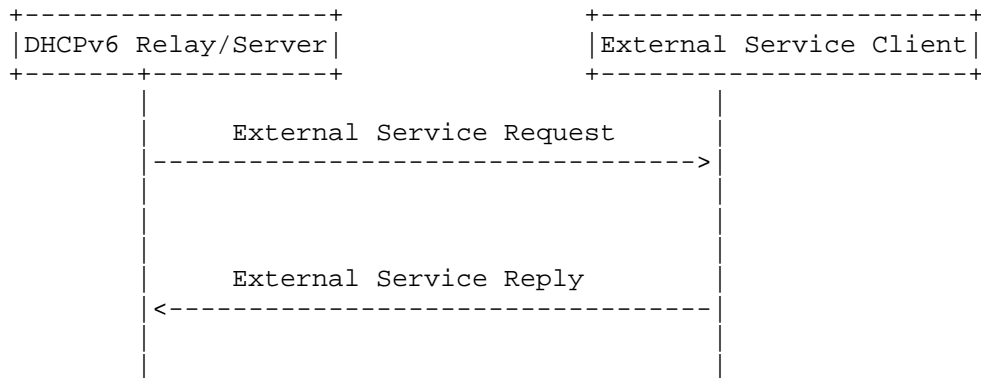 DHCPv6 Relay/Server External Service Client
External Service Request
External Service Reply